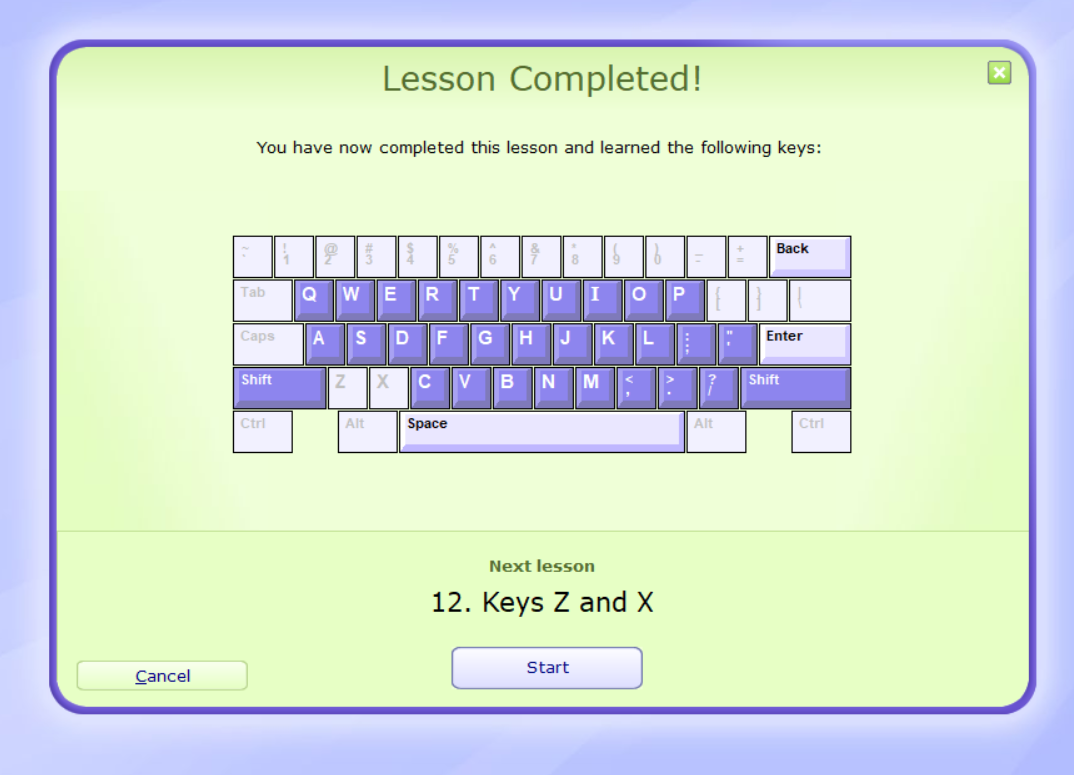 Lesson Completed!
You have now completed this lesson and learned the following keys:
~ ! @ # $ % ^ & * ( ) _ + Back
` 1 2 3 4 5 6 7 8 9 0 - =
Tab Q W E R T Y U I O P { } |
[ ] \
Caps A S D F G H J K L : " Enter
; '
Shift Z X C V B N M < > ? Shift
, . /
Ctrl Alt Space Alt Ctrl
Next lesson
12. Keys Z and X
Start
Cancel